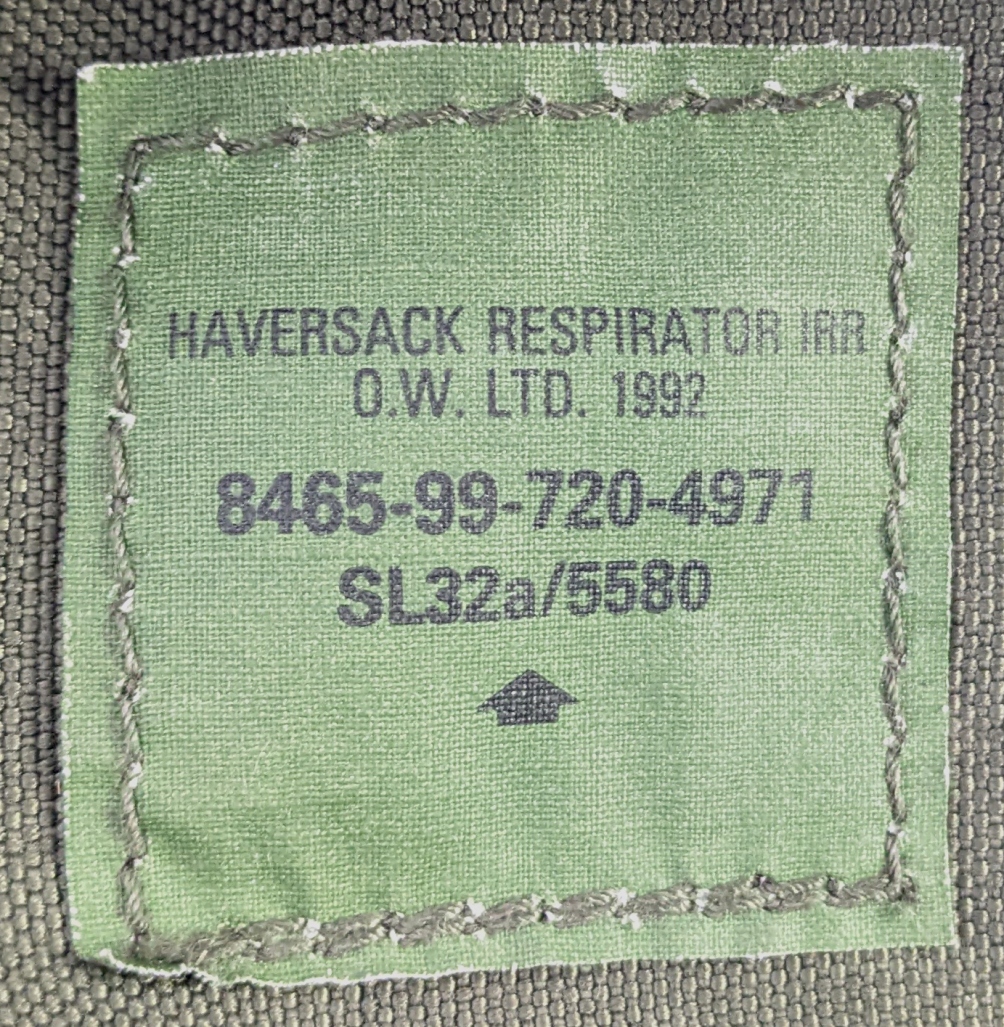 HAVERSACK RESPIRATOR IRR
O.W. LTD. 1992
8465-99-720-4971
SL32a/5580